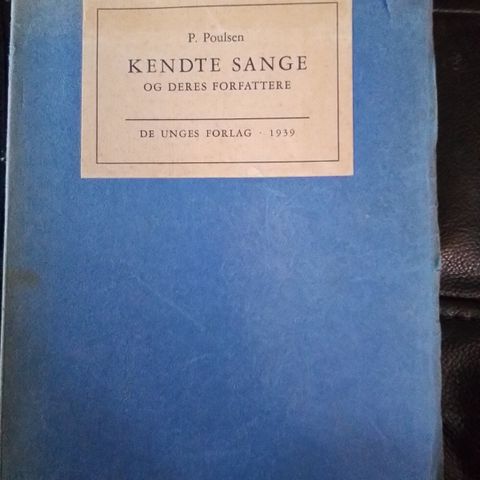 P. Poulsen
KENDTE SANGE
OG DERES FORFATTERE
DE UNGES FORLAG · 1939